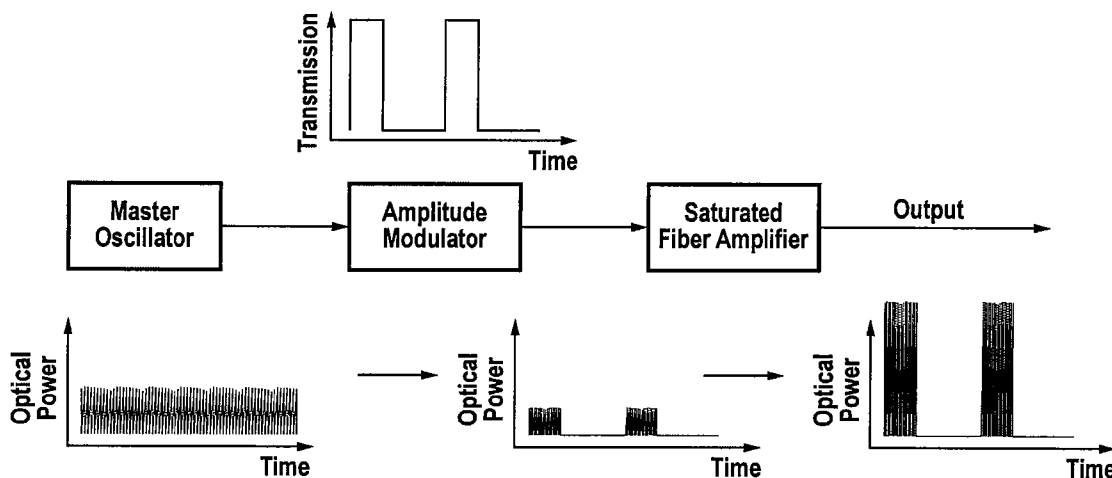 Transmission
Time
Master
Oscillator
Amplitude
Modulator
Saturated
Fiber Amplifier
Output
Optical
Power
Time
Optical
Power
Time
Optical
Power
Time